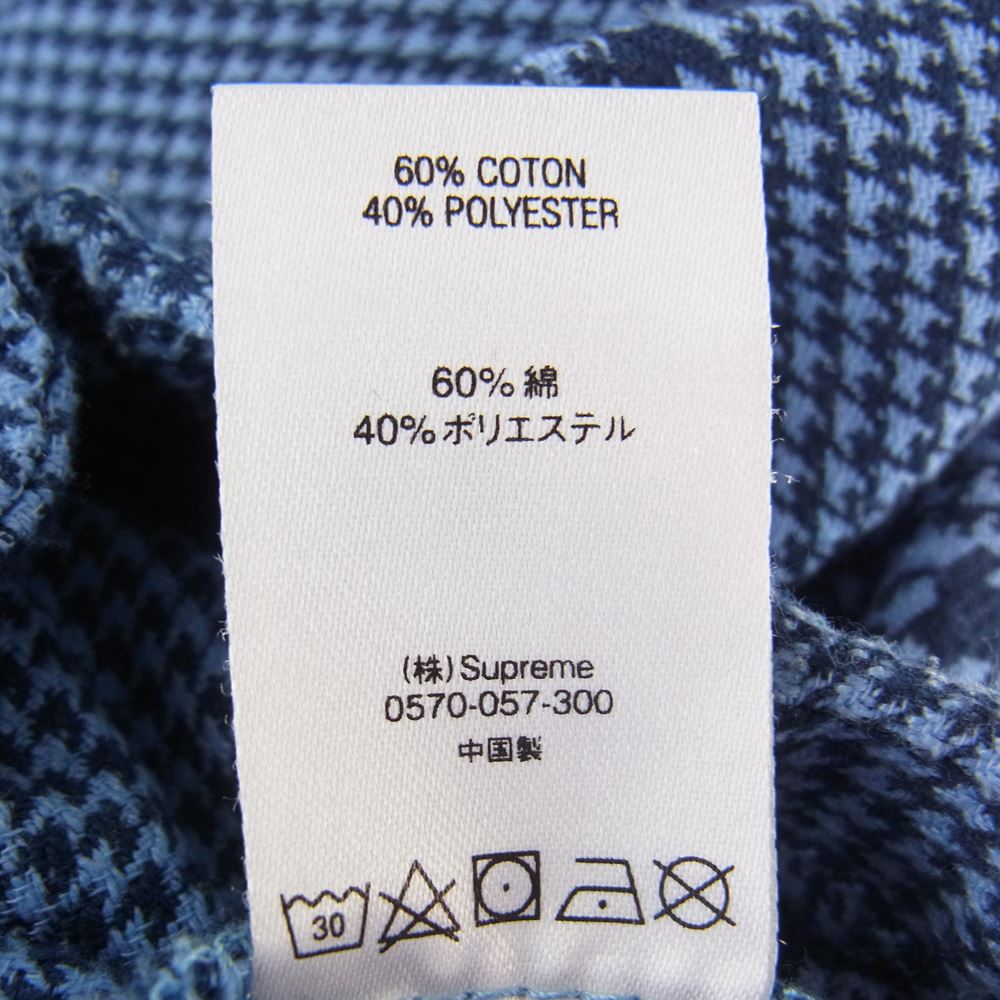 60% COTON
40% POLYESTER
60% 綿
40% ポリエステル
(株) Supreme
0570-057-300
中国製
30